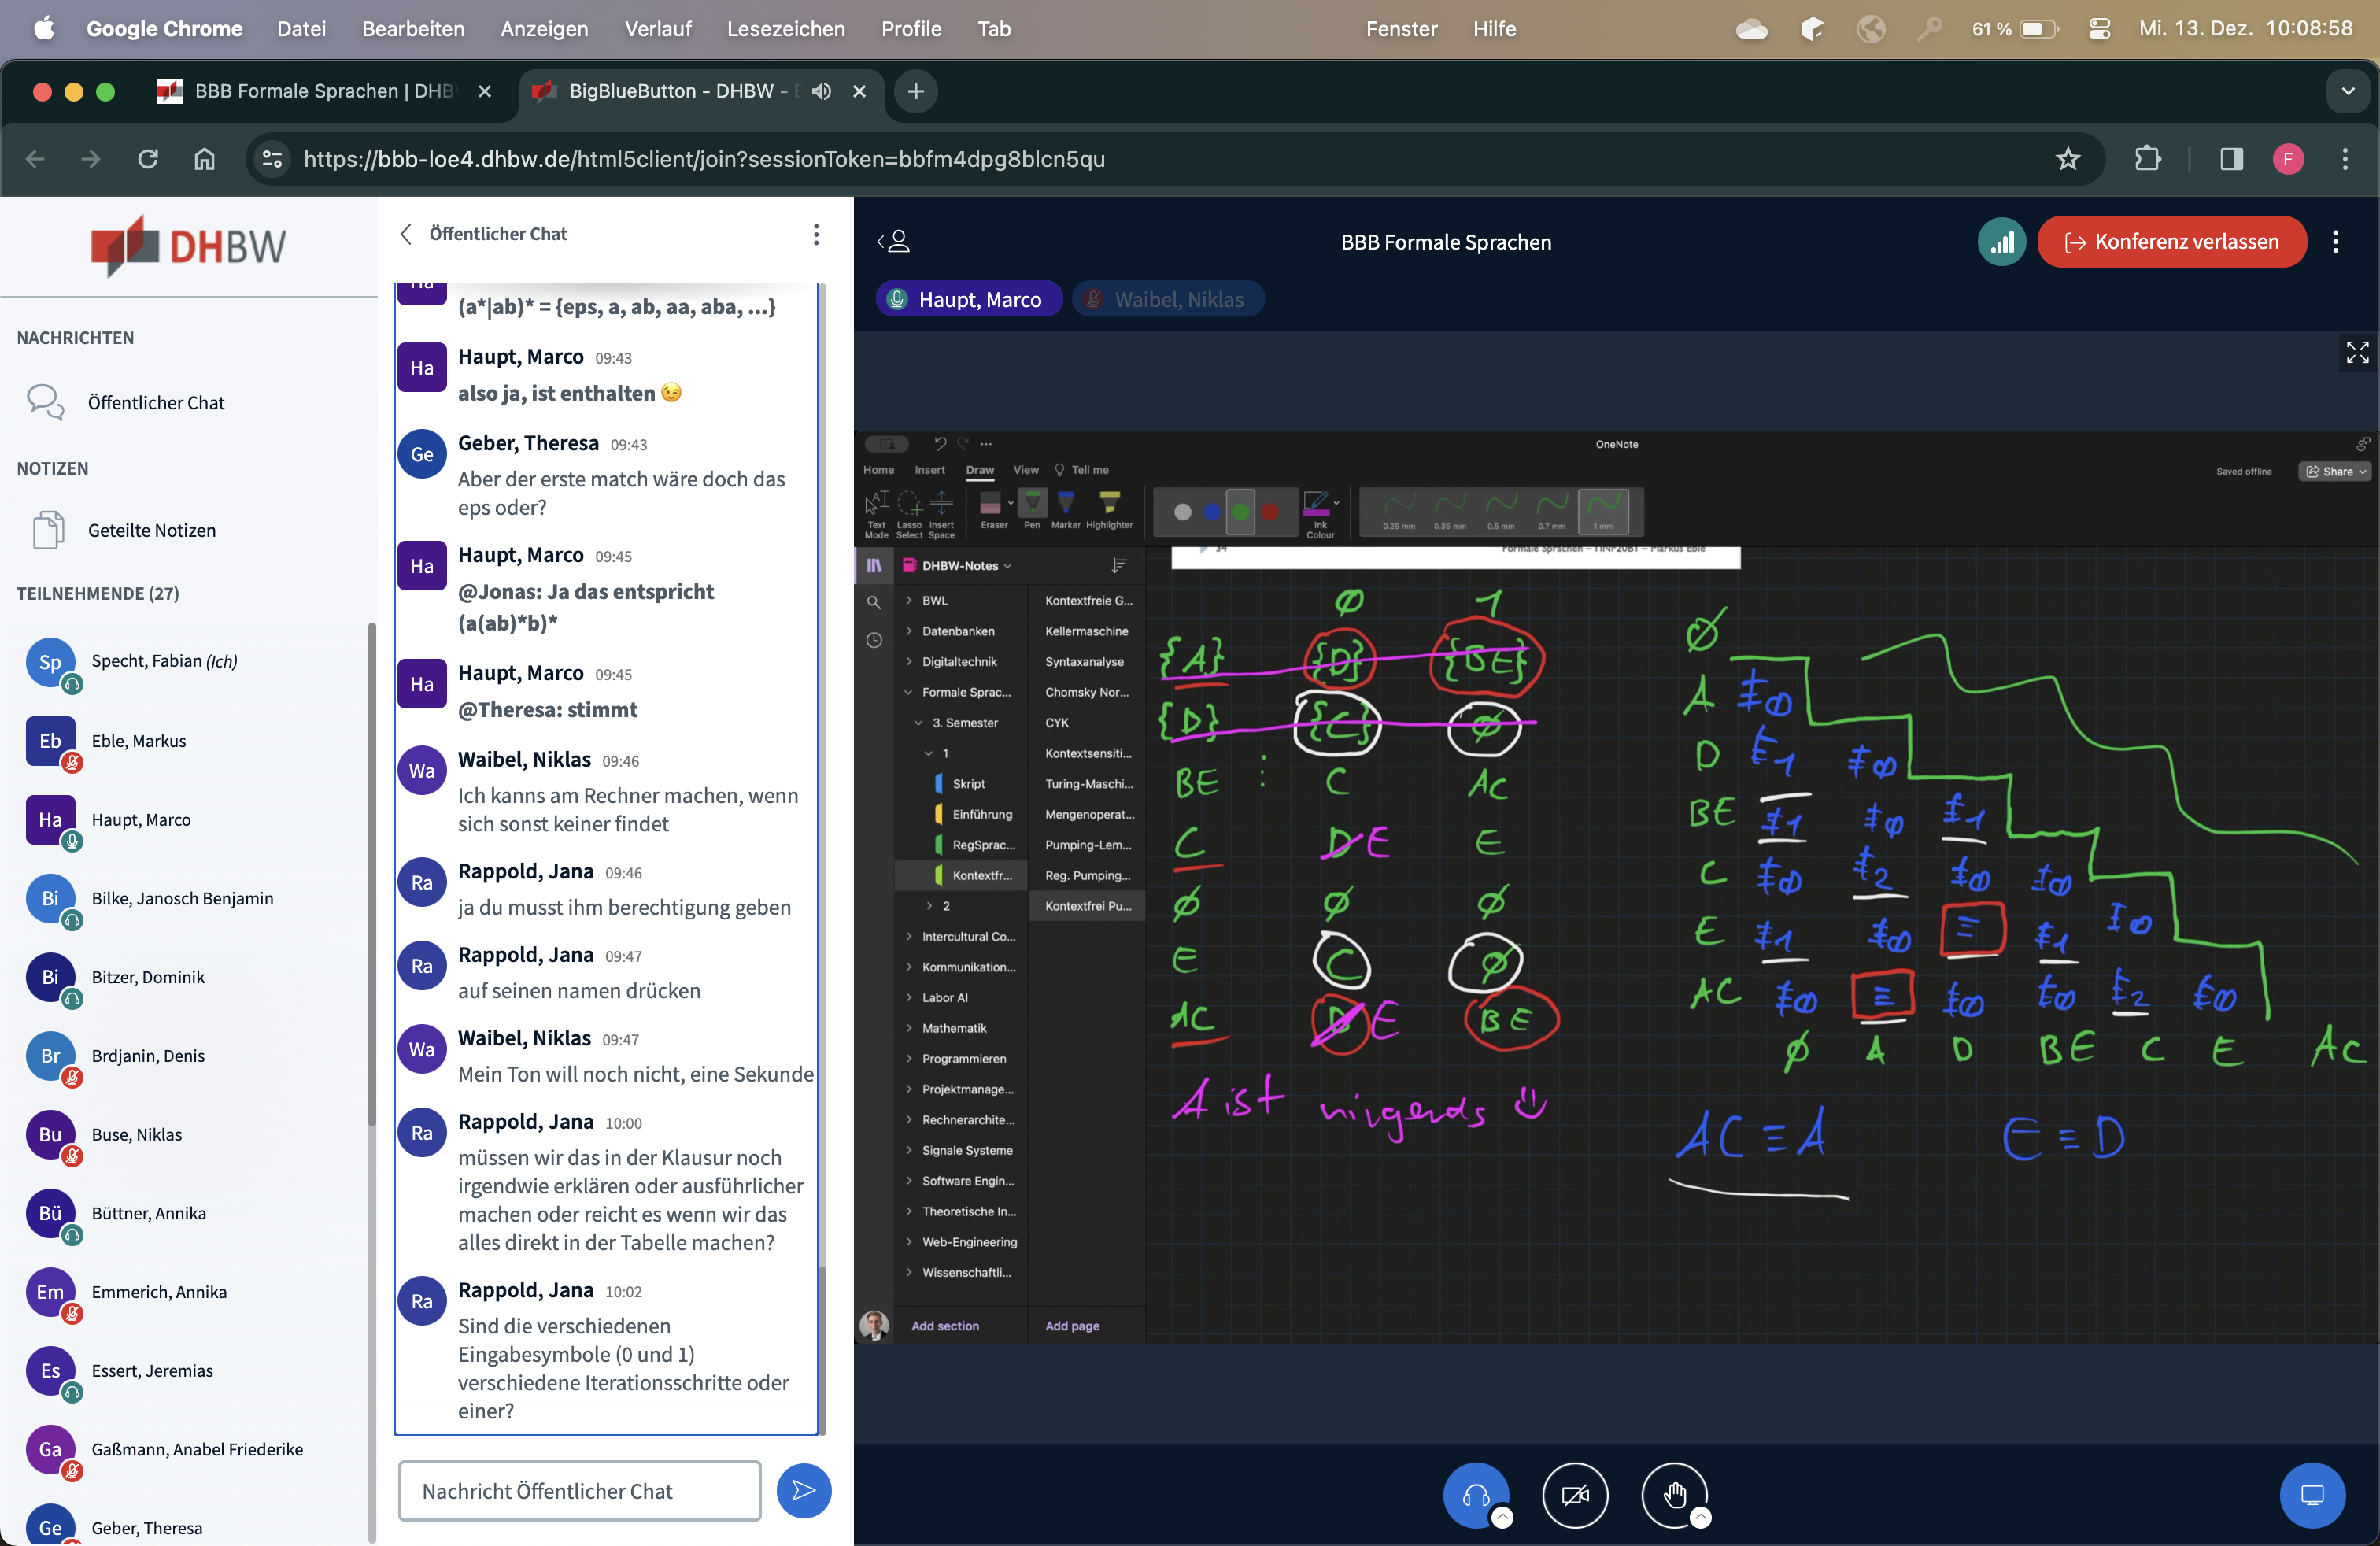 Google Chrome Datei Bearbeiten Anzeigen Verlauf Lesezeichen Profile Tab Fenster Hilfe 61 % Mi. 13. Dez. 10:08:58
BBB Formale Sprachen | DHB
BigBlueButton - DHBW -
https://bbb-loe4.dhbw.de/html5client/join?sessionToken=bbfm4dpg8blcn5qu
F
DHBW
NACHRICHTEN
Öffentlicher Chat
NOTIZEN
Geteilte Notizen
TEILNEHMENDE (27)
Sp Specht, Fabian (Ich)
Eb Eble, Markus
Ha Haupt, Marco
Bi Bilke, Janosch Benjamin
Bi Bitzer, Dominik
Br Brdjanin, Denis
Bu Buse, Niklas
Bü Büttner, Annika
Em Emmerich, Annika
Es Essert, Jeremias
Ga Gaßmann, Anabel Friederike
Ge Geber, Theresa
Öffentlicher Chat
Ha
(a*|ab)* = {eps, a, ab, aa, aba, ...}
Ha Haupt, Marco 09:43
also ja, ist enthalten 😉
Ge Geber, Theresa 09:43
Aber der erste match wäre doch das
eps oder?
Ha Haupt, Marco 09:45
@Jonas: Ja das entspricht
(a(ab)*b)*
Ha Haupt, Marco 09:45
@Theresa: stimmt
Wa Waibel, Niklas 09:46
Ich kanns am Rechner machen, wenn
sich sonst keiner findet
Ra Rappold, Jana 09:46
ja du musst ihm berechtigung geben
Ra Rappold, Jana 09:47
auf seinen namen drücken
Wa Waibel, Niklas 09:47
Mein Ton will noch nicht, eine Sekunde
Ra Rappold, Jana 10:00
müssen wir das in der Klausur noch
irgendwie erklären oder ausführlicher
machen oder reicht es wenn wir das
alles direkt in der Tabelle machen?
Ra Rappold, Jana 10:02
Sind die verschiedenen
Eingabesymbole (0 und 1)
verschiedene Iterationsschritte oder
einer?
Nachricht Öffentlicher Chat
BBB Formale Sprachen
Konferenz verlassen
Haupt, Marco
Waibel, Niklas
OneNote
Home Insert Draw View Tell me
Saved offline Share
Text Mode
Lasso Select
Insert Space
Eraser
Pen
Marker
Highlighter
Ink Colour
0.25 mm 0.35 mm 0.5 mm 0.7 mm 1 mm
34 Formale Sprachen – TINF20B1 – Markus Eble
DHBW-Notes
BWL
Datenbanken
Digitaltechnik
Formale Sprac...
3. Semester
1
Skript
Einführung
RegSprac...
Kontextfr...
2
Intercultural Co...
Kommunikation...
Labor AI
Mathematik
Programmieren
Projektmanage...
Rechnerarchite...
Signale Systeme
Software Engin...
Theoretische In...
Web-Engineering
Wissenschaftli...
Add section
Kontextfreie G...
Kellermaschine
Syntaxanalyse
Chomsky Nor...
CYK
Kontextsensiti...
Turing-Maschi...
Mengenoperat...
Pumping-Lem...
Reg. Pumping...
Kontextfrei Pu...
Add page
Ø 1
{A} {D} {BE}
{D} {C} Ø
BE : C AC
C D E E
Ø Ø Ø
E C Ø
AC D E BE
A ist nirgends
Ø
A ≢0
D ≢1 ≢0
BE ≢1 ≢0 ≢1
C ≢0 ≢2 ≢0 ≢0
E ≢1 ≢0 ≡ ≢1 ≢0
AC ≢0 ≡ ≢0 ≢0 ≢2 ≢0
Ø A D BE C E AC
AC ≡ A E ≡ D